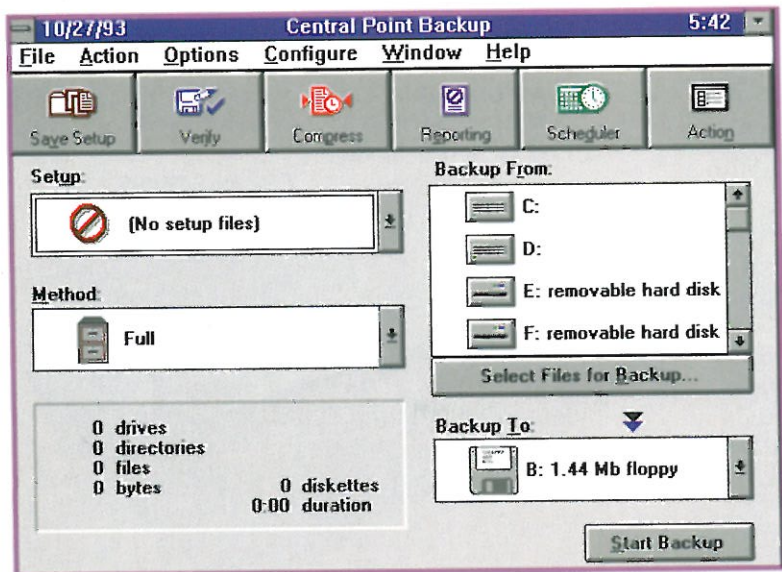 10/27/93 Central Point Backup 5:42
File Action Options Configure Window Help
Save Setup Verify Compress Reporting Scheduler Action
Setup:
(No setup files)
Method:
Full
0 drives
0 directories
0 files
0 bytes 0 diskettes
0:00 duration
Backup From:
C:
D:
E: removable hard disk
F: removable hard disk
Select Files for Backup...
Backup To:
B: 1.44 Mb floppy
Start Backup